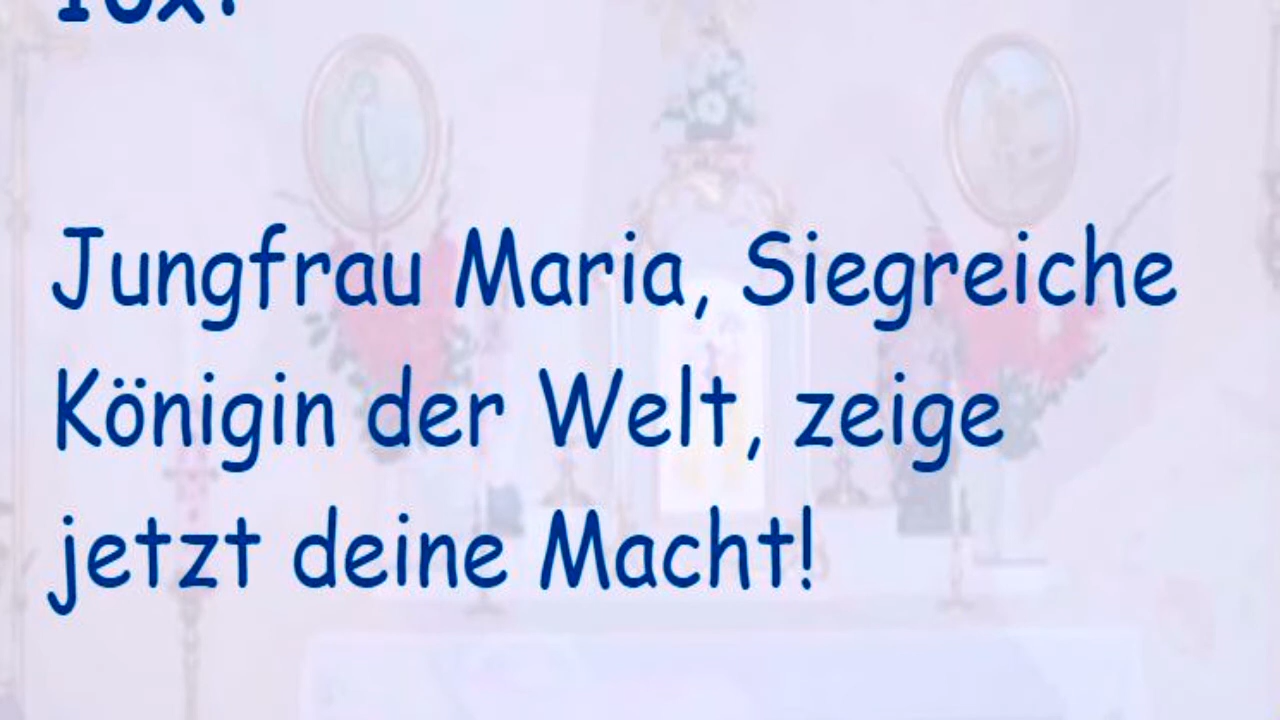 Jungfrau Maria, Siegreiche
Königin der Welt, zeige
jetzt deine Macht!